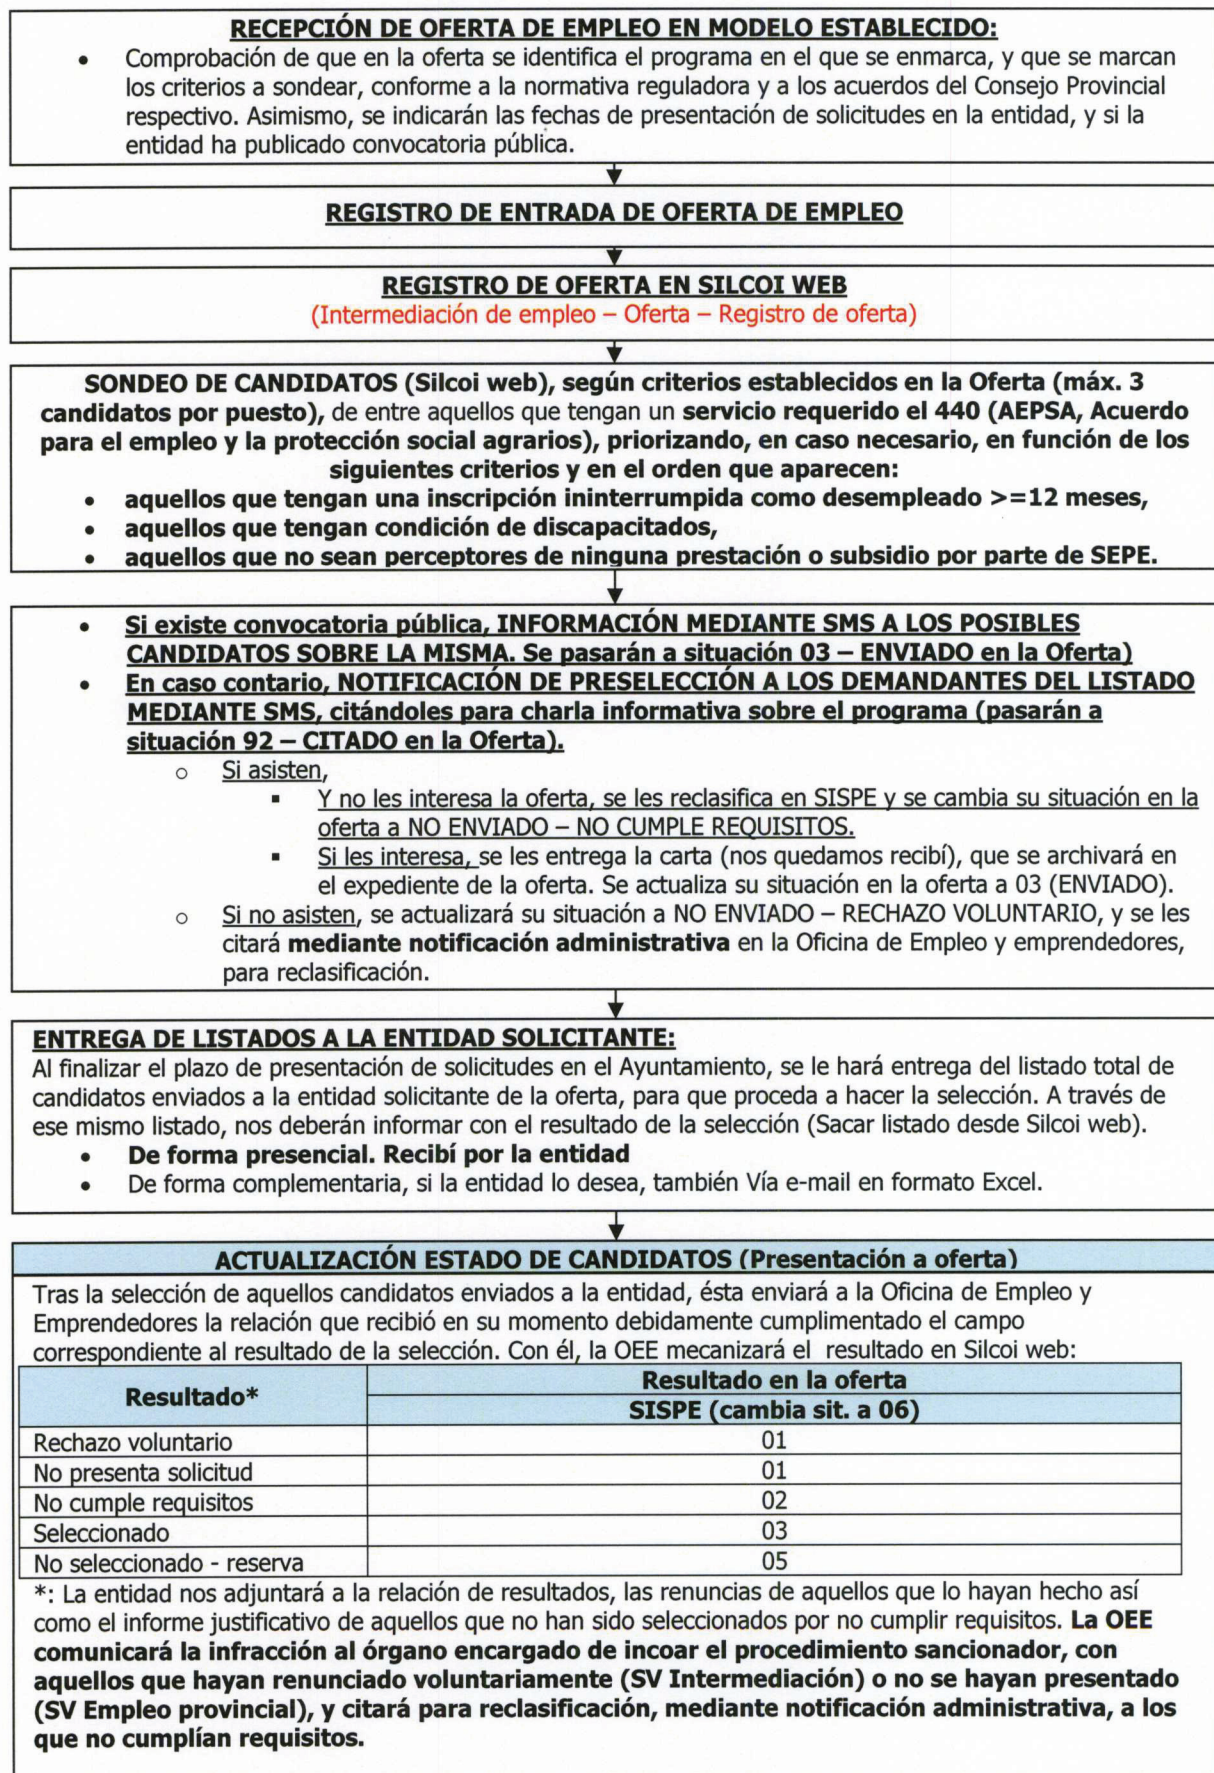 RECEPCIÓN DE OFERTA DE EMPLEO EN MODELO ESTABLECIDO:
• Comprobación de que en la oferta se identifica el programa en el que se enmarca, y que se marcan
los criterios a sondear, conforme a la normativa reguladora y a los acuerdos del Consejo Provincial
respectivo. Asimismo, se indicarán las fechas de presentación de solicitudes en la entidad, y si la
entidad ha publicado convocatoria pública.
REGISTRO DE ENTRADA DE OFERTA DE EMPLEO
REGISTRO DE OFERTA EN SILCOI WEB
(Intermediación de empleo – Oferta – Registro de oferta)
SONDEO DE CANDIDATOS (Silcoi web), según criterios establecidos en la Oferta (máx. 3
candidatos por puesto), de entre aquellos que tengan un servicio requerido el 440 (AEPSA, Acuerdo
para el empleo y la protección social agrarios), priorizando, en caso necesario, en función de los
siguientes criterios y en el orden que aparecen:
• aquellos que tengan una inscripción ininterrumpida como desempleado >=12 meses,
• aquellos que tengan condición de discapacitados,
• aquellos que no sean perceptores de ninguna prestación o subsidio por parte de SEPE.
• Si existe convocatoria pública, INFORMACIÓN MEDIANTE SMS A LOS POSIBLES
CANDIDATOS SOBRE LA MISMA. Se pasarán a situación 03 – ENVIADO en la Oferta)
• En caso contario, NOTIFICACIÓN DE PRESELECCIÓN A LOS DEMANDANTES DEL LISTADO
MEDIANTE SMS, citándoles para charla informativa sobre el programa (pasarán a
situación 92 – CITADO en la Oferta).
o Si asisten,
▪ Y no les interesa la oferta, se les reclasifica en SISPE y se cambia su situación en la
oferta a NO ENVIADO – NO CUMPLE REQUISITOS.
▪ Si les interesa, se les entrega la carta (nos quedamos recibí), que se archivará en
el expediente de la oferta. Se actualiza su situación en la oferta a 03 (ENVIADO).
o Si no asisten, se actualizará su situación a NO ENVIADO – RECHAZO VOLUNTARIO, y se les
citará mediante notificación administrativa en la Oficina de Empleo y emprendedores,
para reclasificación.
ENTREGA DE LISTADOS A LA ENTIDAD SOLICITANTE:
Al finalizar el plazo de presentación de solicitudes en el Ayuntamiento, se le hará entrega del listado total de
candidatos enviados a la entidad solicitante de la oferta, para que proceda a hacer la selección. A través de
ese mismo listado, nos deberán informar con el resultado de la selección (Sacar listado desde Silcoi web).
• De forma presencial. Recibí por la entidad
• De forma complementaria, si la entidad lo desea, también Vía e-mail en formato Excel.
ACTUALIZACIÓN ESTADO DE CANDIDATOS (Presentación a oferta)
Tras la selección de aquellos candidatos enviados a la entidad, ésta enviará a la Oficina de Empleo y
Emprendedores la relación que recibió en su momento debidamente cumplimentado el campo
correspondiente al resultado de la selección. Con él, la OEE mecanizará el resultado en Silcoi web:
Resultado* Resultado en la oferta
SISPE (cambia sit. a 06)
Rechazo voluntario 01
No presenta solicitud 01
No cumple requisitos 02
Seleccionado 03
No seleccionado - reserva 05
*: La entidad nos adjuntará a la relación de resultados, las renuncias de aquellos que lo hayan hecho así
como el informe justificativo de aquellos que no han sido seleccionados por no cumplir requisitos. La OEE
comunicará la infracción al órgano encargado de incoar el procedimiento sancionador, con
aquellos que hayan renunciado voluntariamente (SV Intermediación) o no se hayan presentado
(SV Empleo provincial), y citará para reclasificación, mediante notificación administrativa, a los
que no cumplían requisitos.